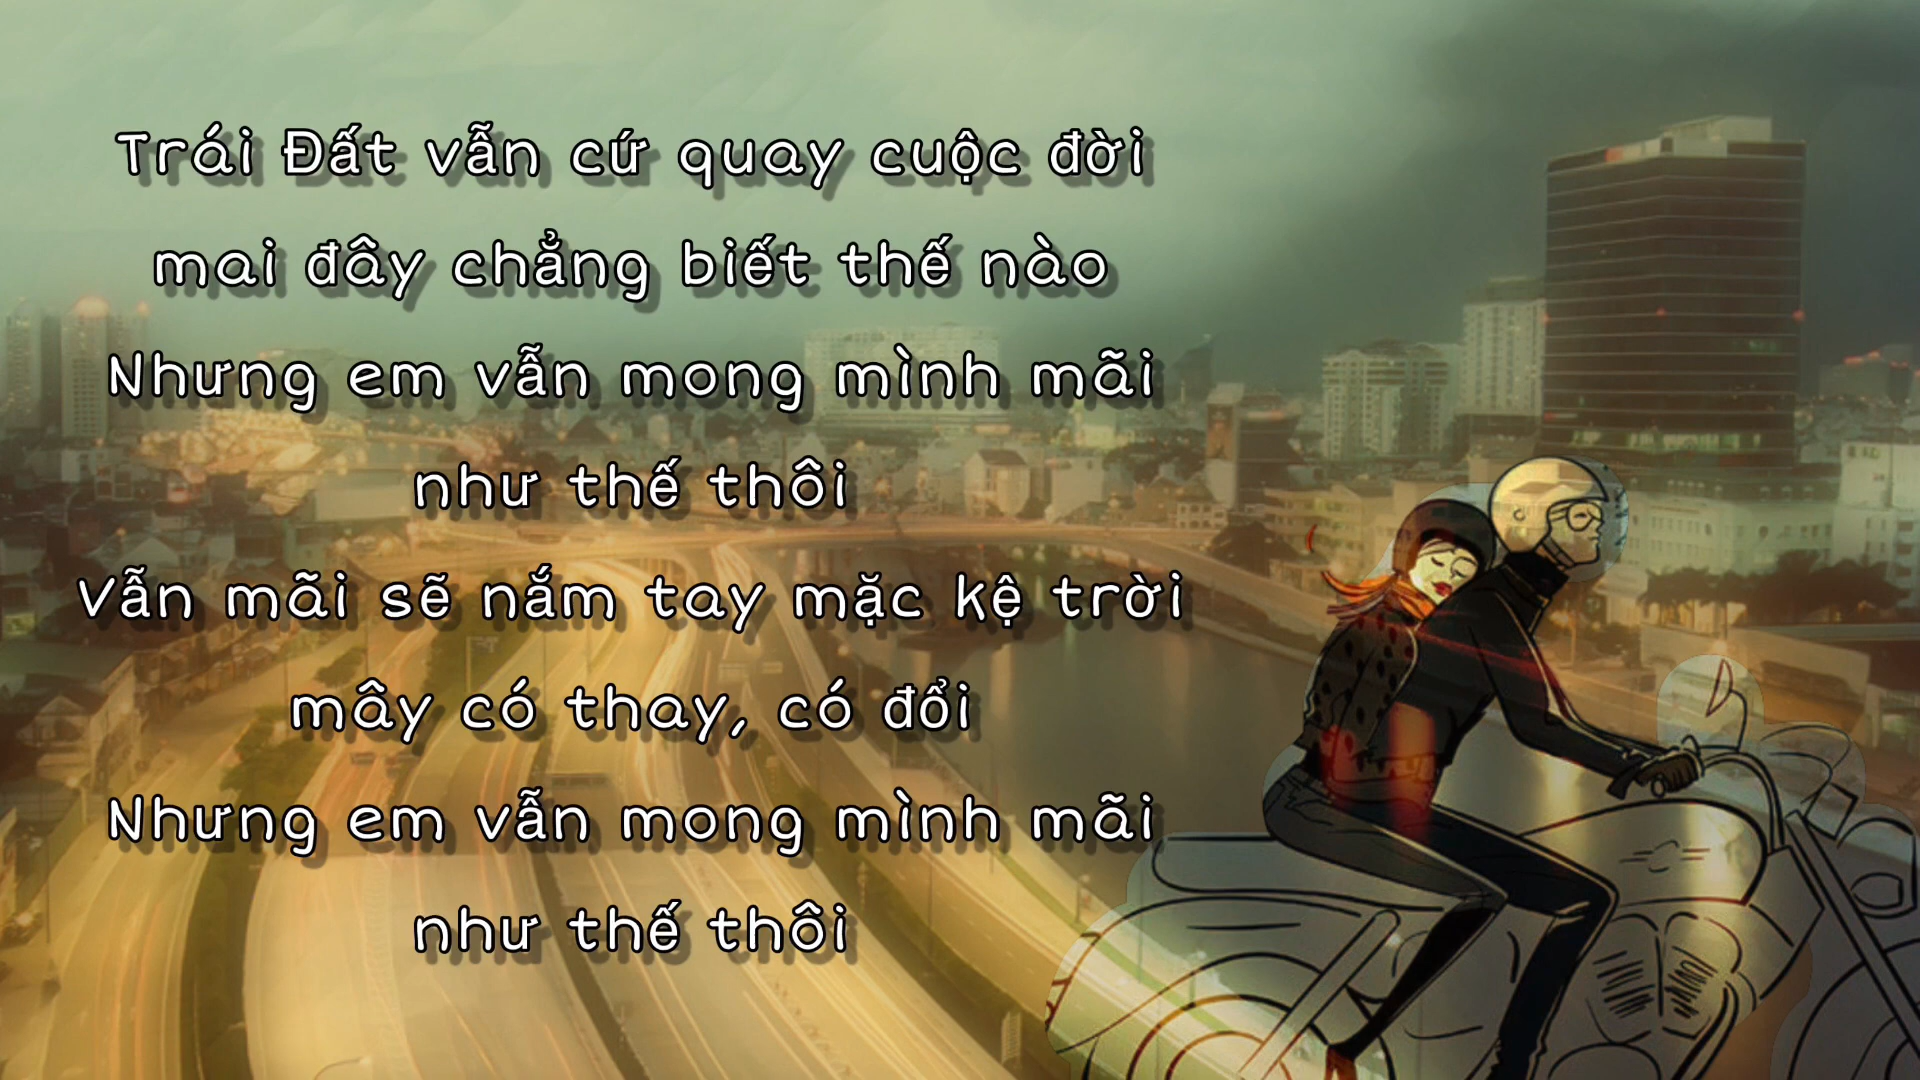 Trái Đất vẫn cứ quay cuộc đời
mai đây chẳng biết thế nào
Nhưng em vẫn mong mình mãi
như thế thôi
Vẫn mãi sẽ nắm tay mặc kệ trời
mây có thay, có đổi
Nhưng em vẫn mong mình mãi
như thế thôi